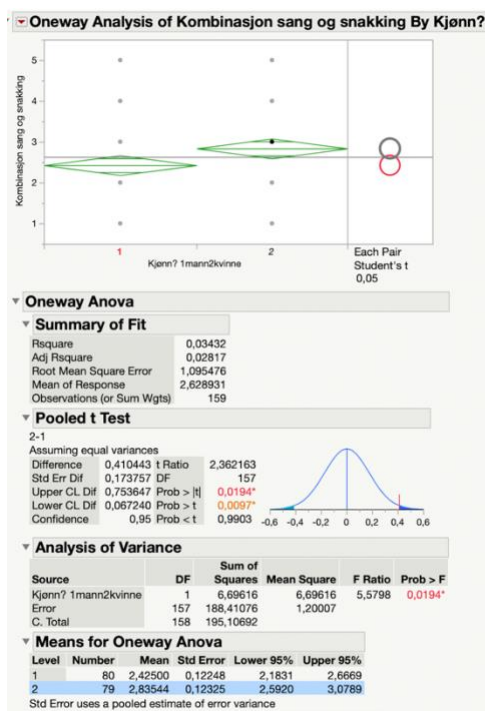 Oneway Analysis of Kombinasjon sang og snakking By Kjønn?
5
4
3
2
1
Kombinasjon sang og snakking
1
2
Kjønn? 1mann2kvinne
Each Pair
Student's t
0,05
Oneway Anova
Summary of Fit
Rsquare 0,03432
Adj Rsquare 0,02817
Root Mean Square Error 1,095476
Mean of Response 2,628931
Observations (or Sum Wgts) 159
Pooled t Test
2-1
Assuming equal variances
Difference 0,410443 t Ratio 2,362163
Std Err Dif 0,173757 DF 157
Upper CL Dif 0,753647 Prob > |t| 0,0194*
Lower CL Dif 0,067240 Prob > t 0,0097*
Confidence 0,95 Prob < t 0,9903
-0,6 -0,4 -0,2 0 0,2 0,4 0,6
Analysis of Variance
Source DF Sum of Squares Mean Square F Ratio Prob > F
Kjønn? 1mann2kvinne 1 6,69616 6,69616 5,5798 0,0194*
Error 157 188,41076 1,20007
C. Total 158 195,10692
Means for Oneway Anova
Level Number Mean Std Error Lower 95% Upper 95%
1 80 2,42500 0,12248 2,1831 2,6669
2 79 2,83544 0,12325 2,5920 3,0789
Std Error uses a pooled estimate of error variance